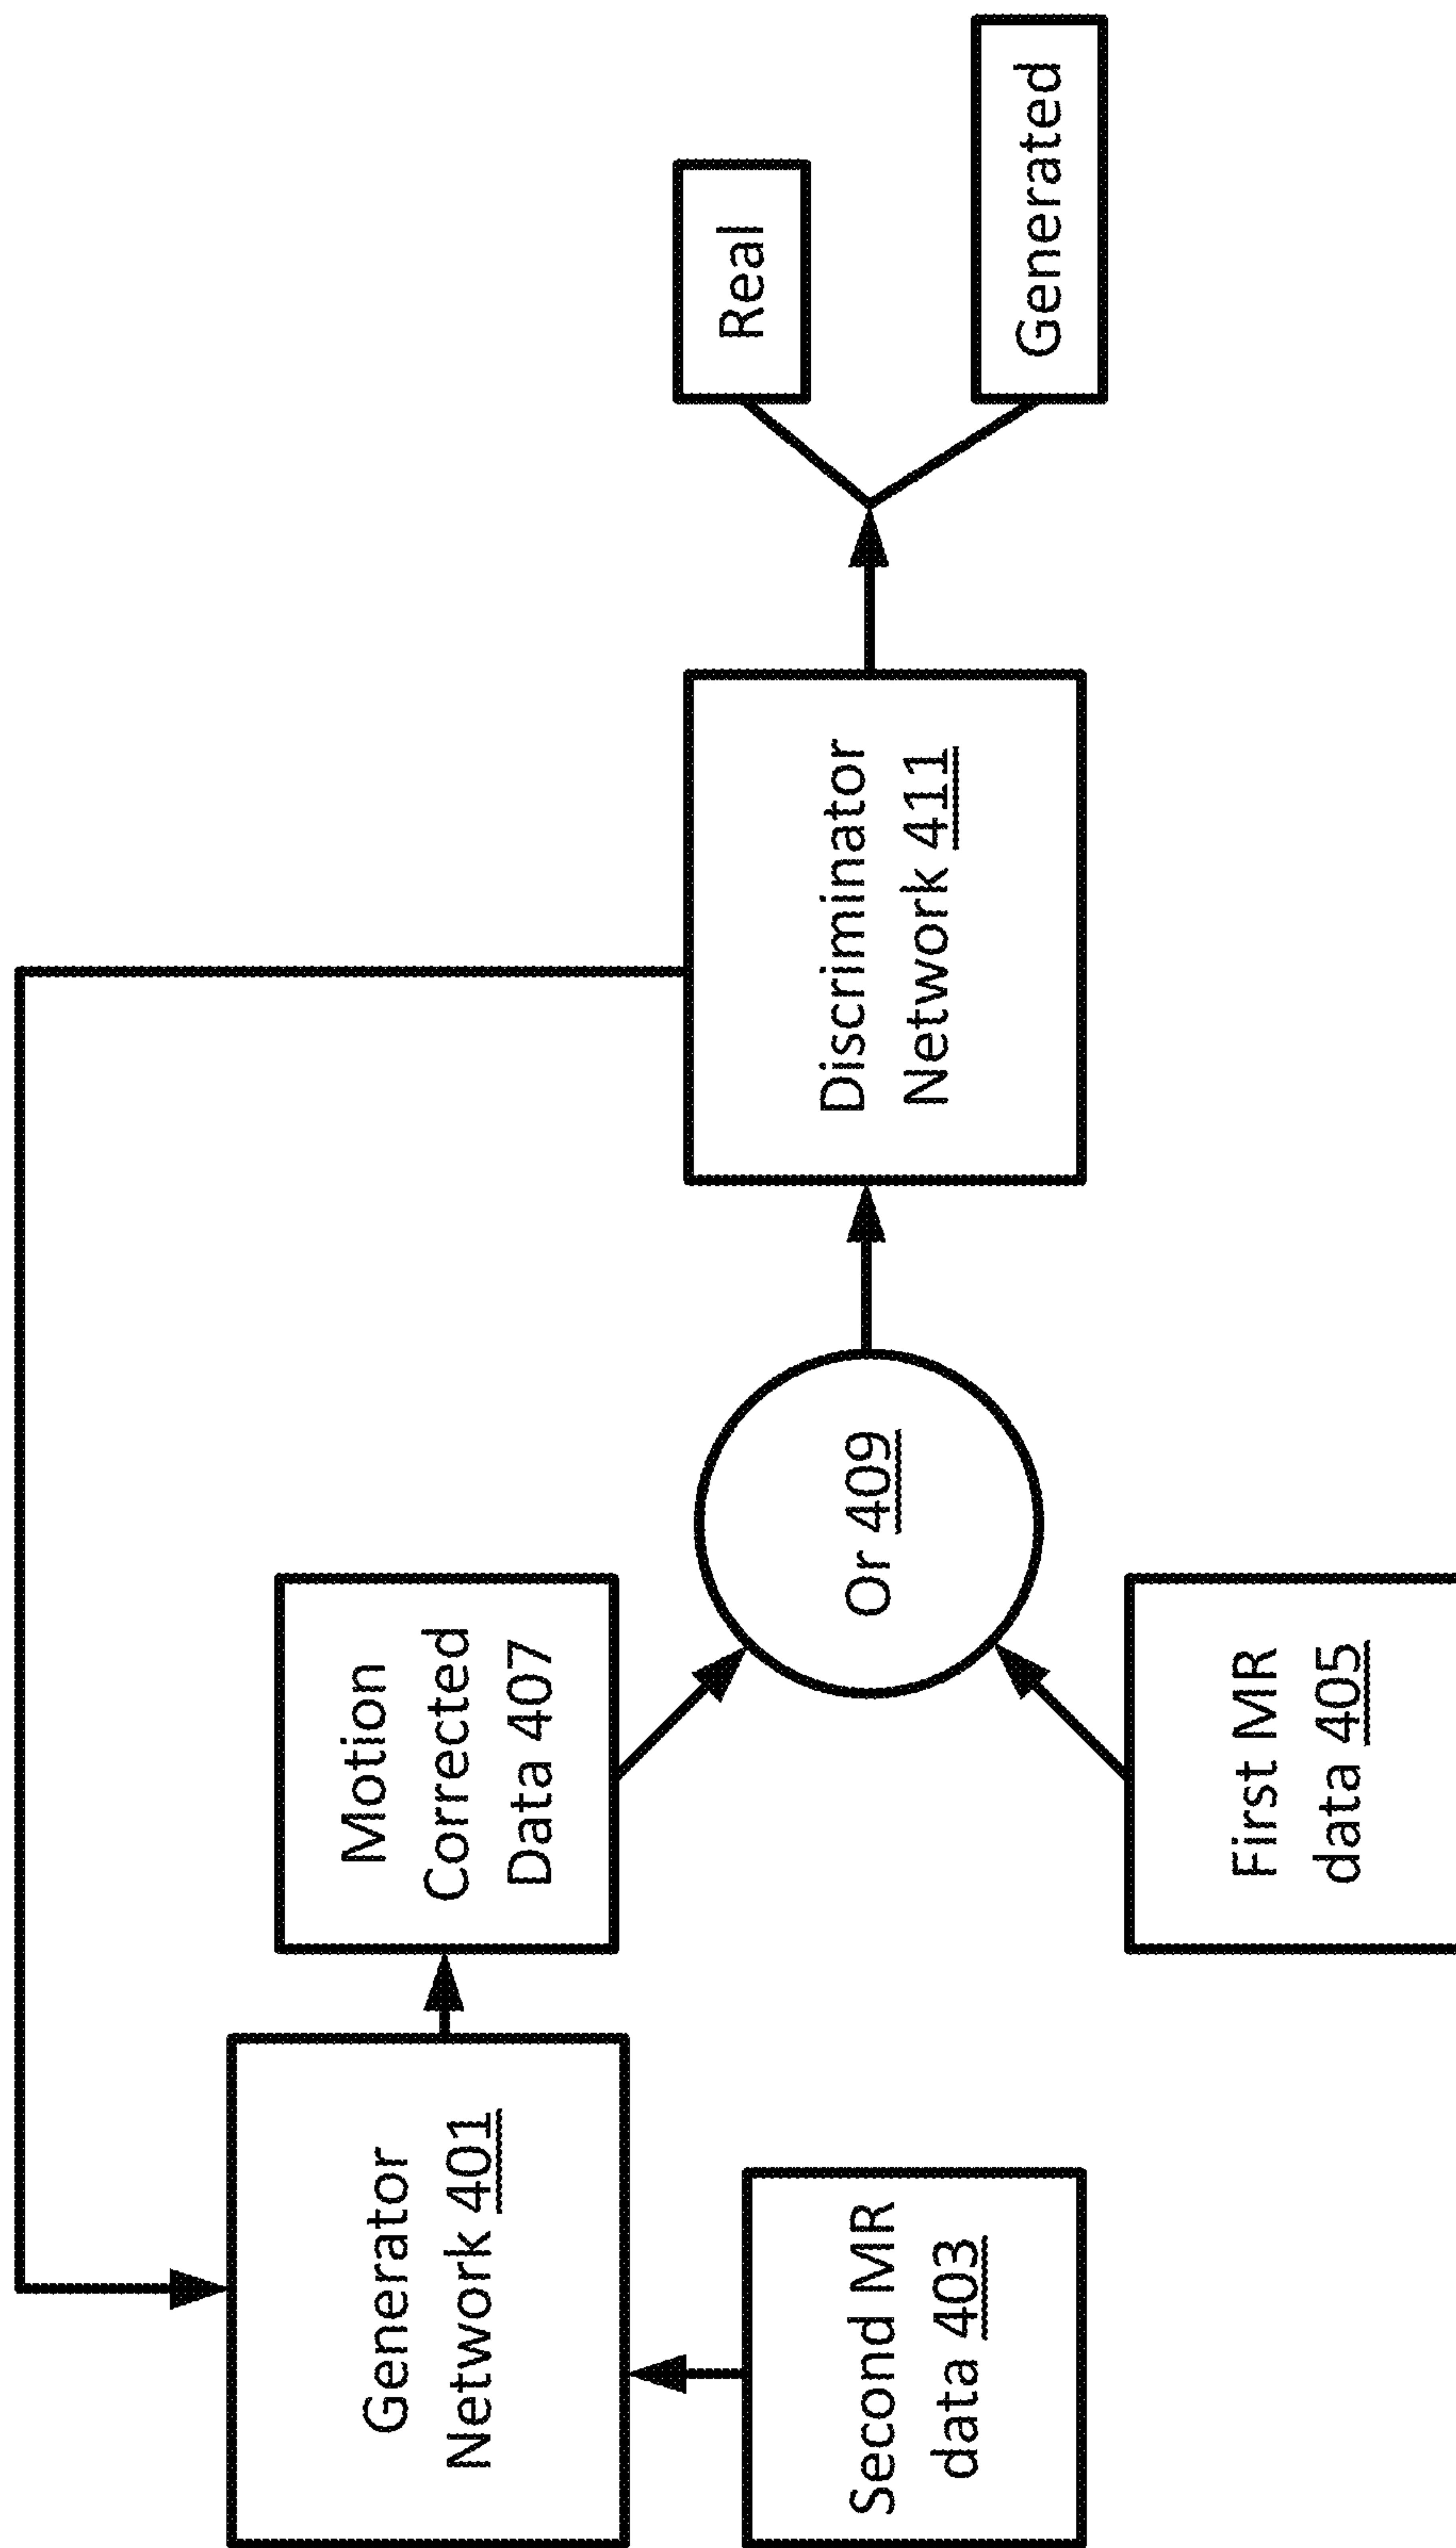 Generator
Network 401
Second MR
data 403
Motion
Corrected
Data 407
First MR
data 405
Or 409
Discriminator
Network 411
Real
Generated